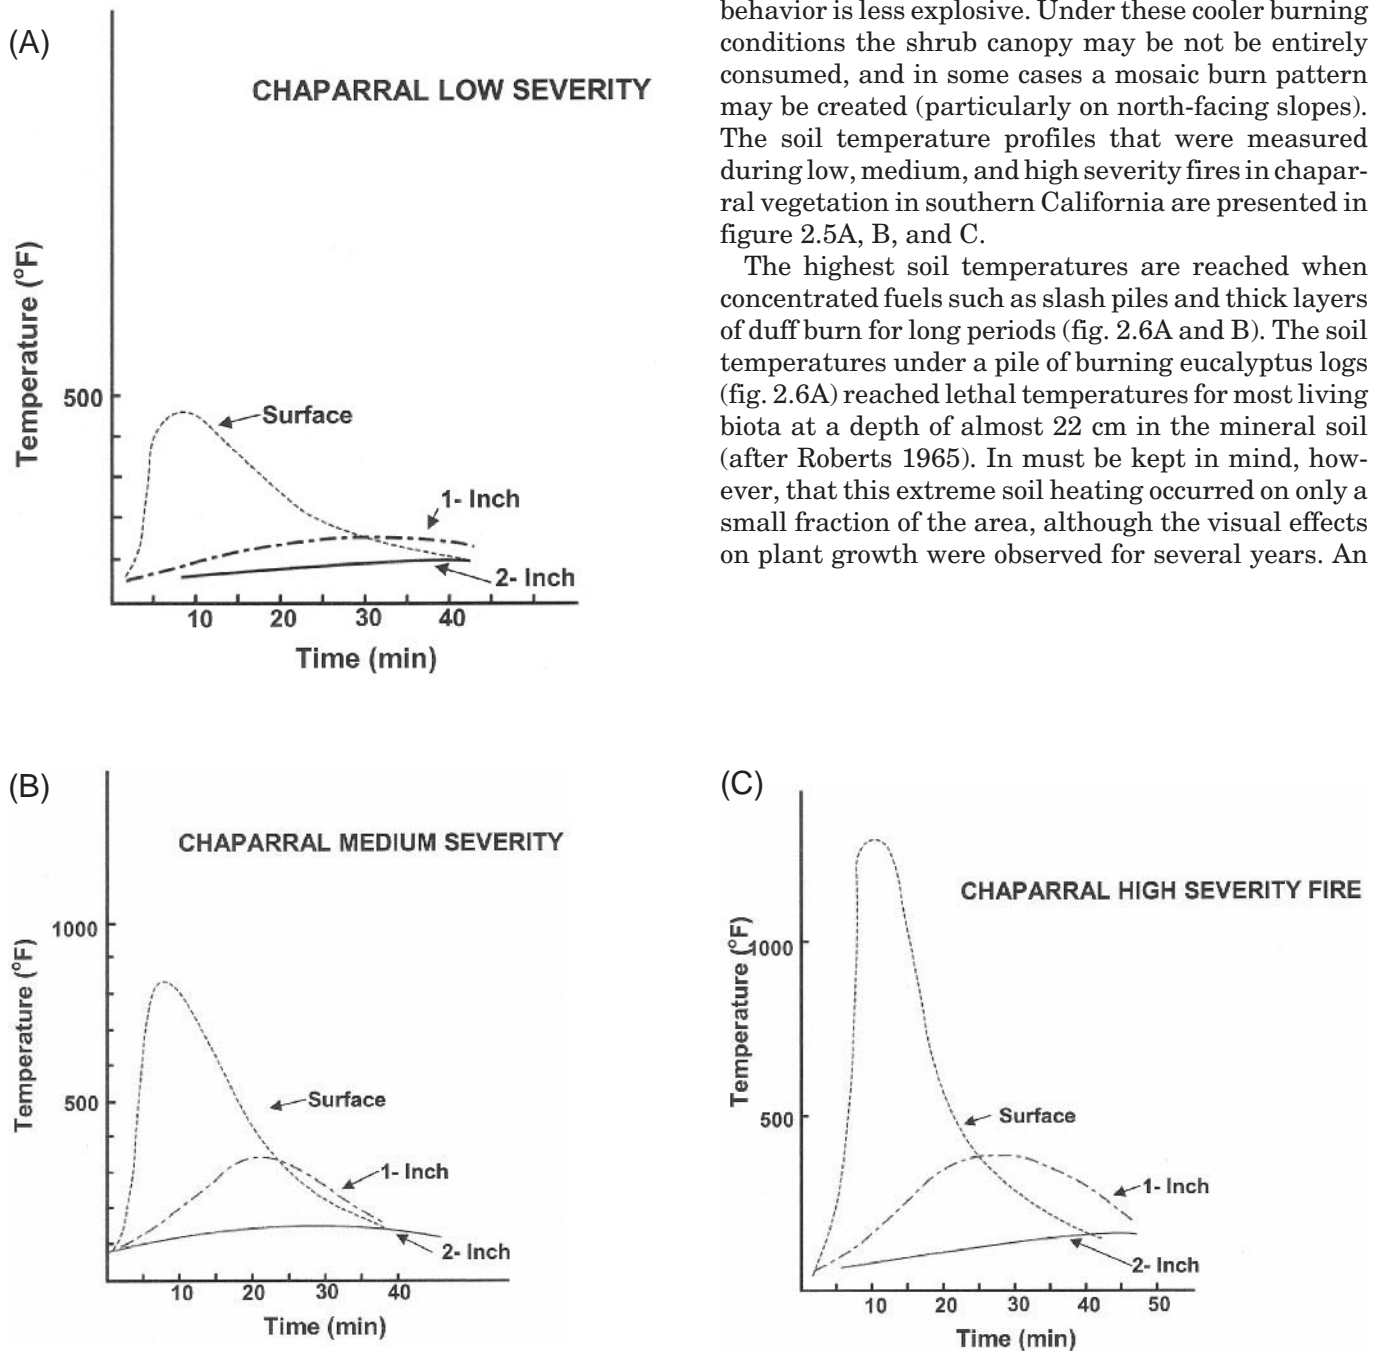 (A)
CHAPARRAL LOW SEVERITY
Temperature (°F)
500
Surface
1- Inch
2- Inch
10 20 30 40
Time (min)
behavior is less explosive. Under these cooler burning
conditions the shrub canopy may be not be entirely
consumed, and in some cases a mosaic burn pattern
may be created (particularly on north-facing slopes).
The soil temperature profiles that were measured
during low, medium, and high severity fires in chapar-
ral vegetation in southern California are presented in
figure 2.5A, B, and C.
The highest soil temperatures are reached when
concentrated fuels such as slash piles and thick layers
of duff burn for long periods (fig. 2.6A and B). The soil
temperatures under a pile of burning eucalyptus logs
(fig. 2.6A) reached lethal temperatures for most living
biota at a depth of almost 22 cm in the mineral soil
(after Roberts 1965). In must be kept in mind, how-
ever, that this extreme soil heating occurred on only a
small fraction of the area, although the visual effects
on plant growth were observed for several years. An
(B)
CHAPARRAL MEDIUM SEVERITY
Temperature (°F)
1000
500
Surface
1- Inch
2- Inch
10 20 30 40
Time (min)
(C)
CHAPARRAL HIGH SEVERITY FIRE
Temperature (°F)
1000
500
Surface
1- Inch
2- Inch
10 20 30 40 50
Time (min)